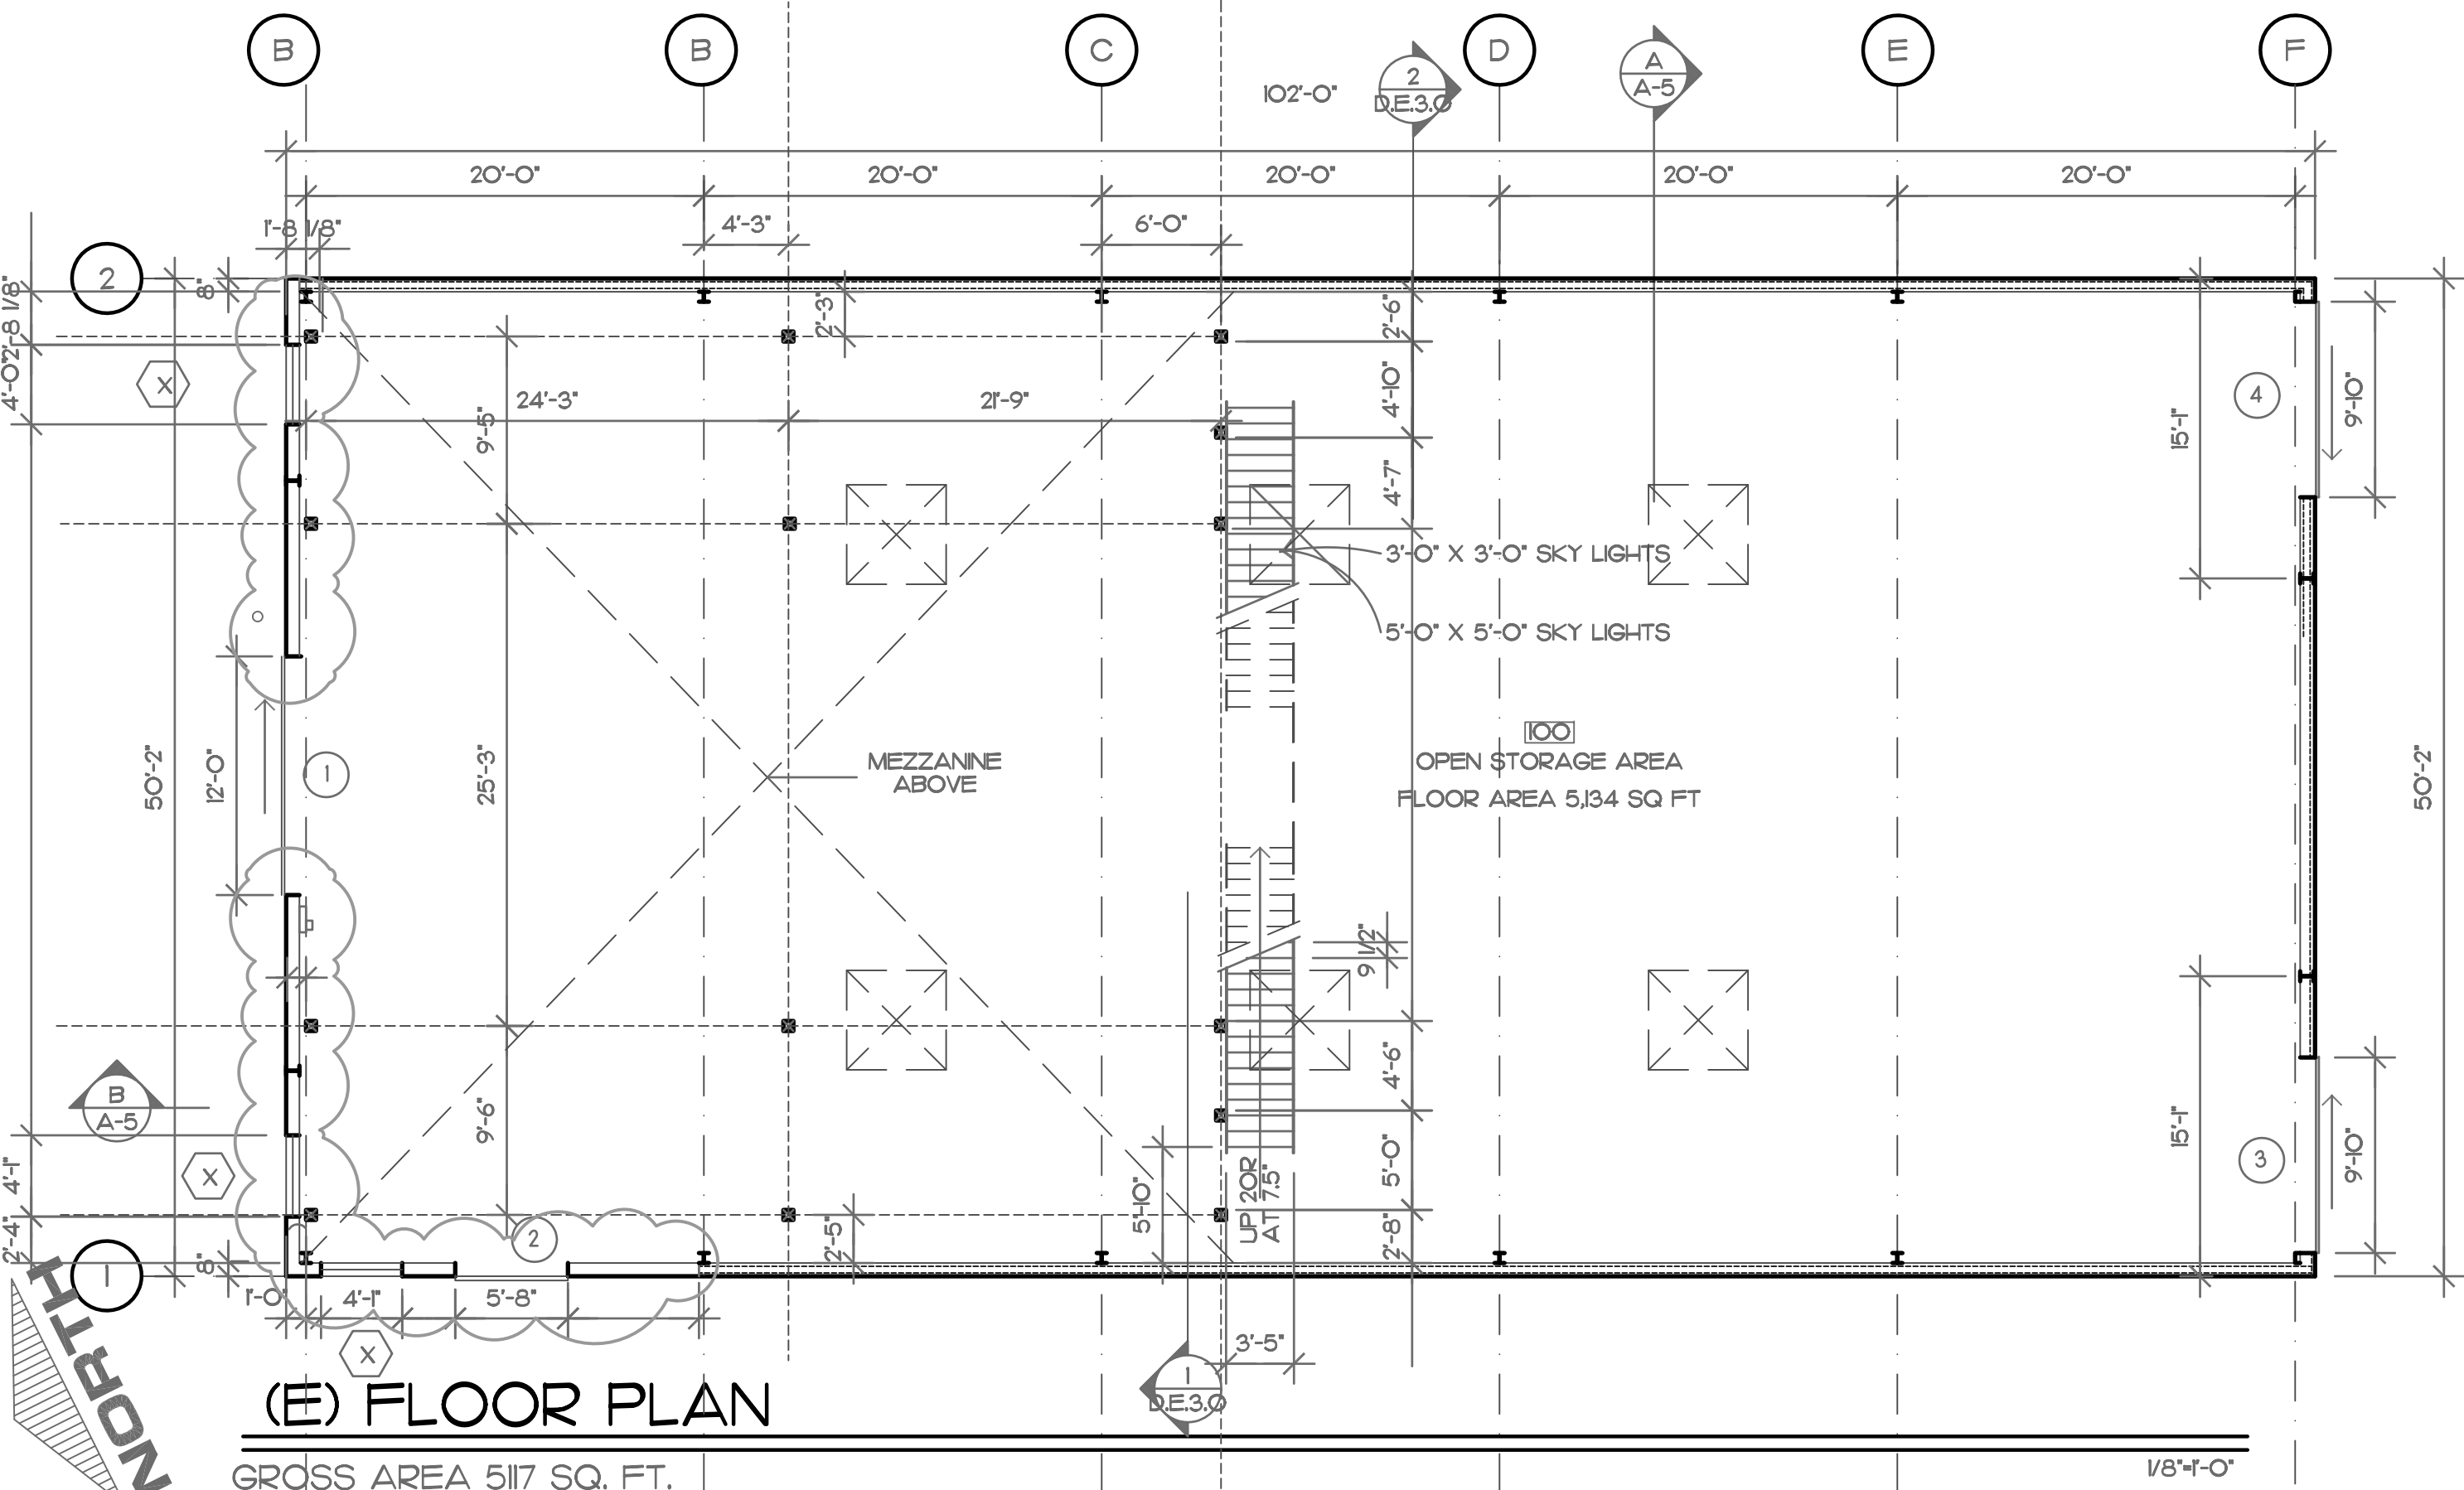 B B C D E F
2
D.E.3.0
A
A-5
102'-0"
20'-0" 20'-0" 20'-0" 20'-0" 20'-0"
1'-8 1/8" 4'-3" 6'-0"
2
8"
2'-8 1/8"
4'-0"
X
2'-3"
2'-6"
4'-10"
4'-7"
24'-3" 21'-9"
9'-5"
15'-1"
4
9'-10"
3'-0" X 3'-0" SKY LIGHTS
5'-0" X 5'-0" SKY LIGHTS
50'-2"
12'-0"
1
25'-3"
MEZZANINE
ABOVE
100
OPEN STORAGE AREA
FLOOR AREA 5,134 SQ FT
50'-2"
9 1/2"
B
A-5
9'-6"
4'-6"
15'-1"
3
9'-10"
4'-1"
X
2'-4"
5'-10"
UP 20R
AT 7.5"
5'-0"
2'-8"
2
2'-5"
1
8"
1'-0" 4'-1" 5'-8"
X
3'-5"
1
D.E.3.0
NORTH
(E) FLOOR PLAN
GROSS AREA 5117 SQ. FT.
1/8"=1'-0"